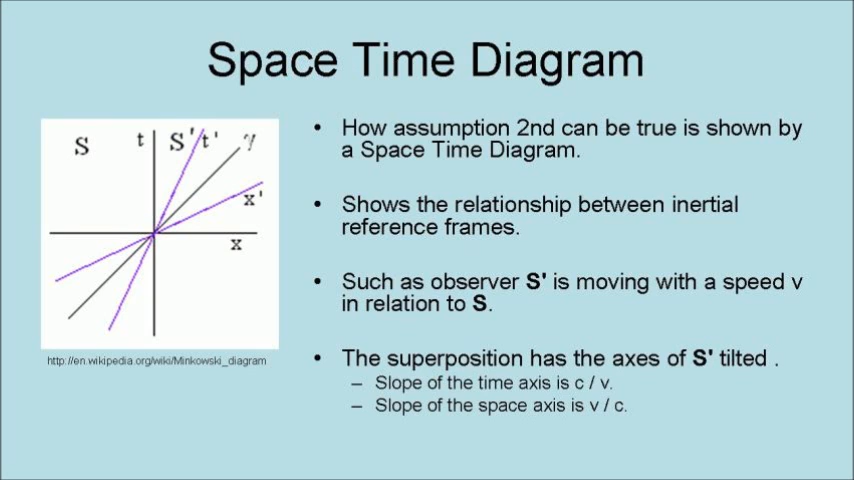 Space Time Diagram
S t S' t' γ
x'
x
http://en.wikipedia.org/wiki/Minkowski_diagram
• How assumption 2nd can be true is shown by
a Space Time Diagram.
• Shows the relationship between inertial
reference frames.
• Such as observer S' is moving with a speed v
in relation to S.
• The superposition has the axes of S' tilted .
– Slope of the time axis is c / v.
– Slope of the space axis is v / c.